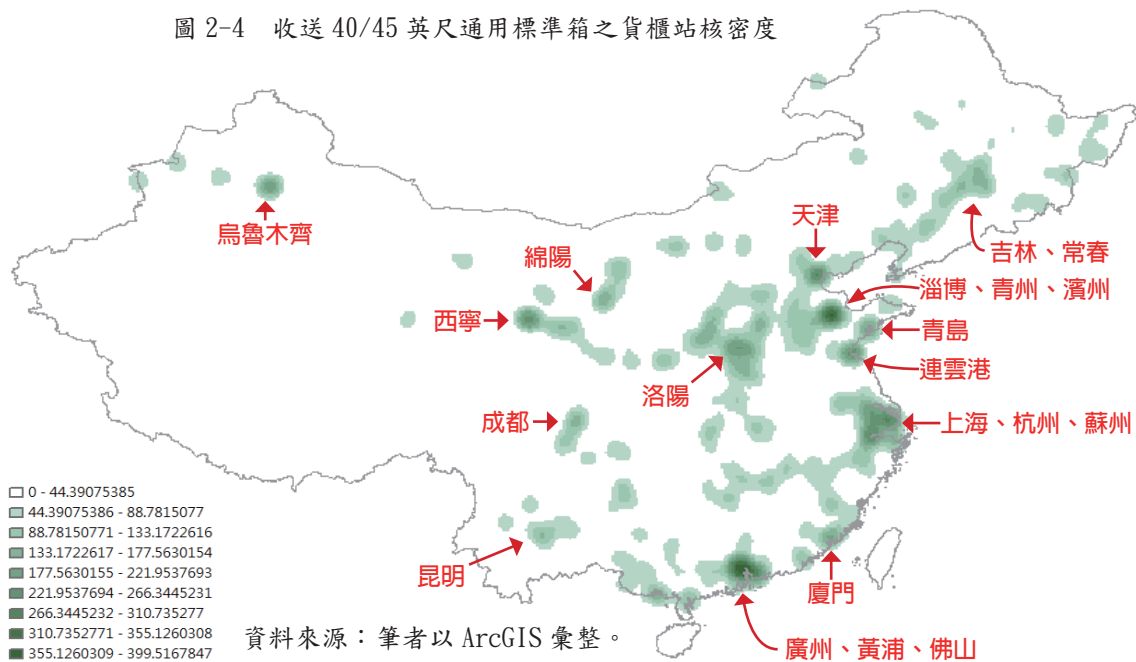 圖 2-4　收送 40/45 英尺通用標準箱之貨櫃站核密度
烏魯木齊
綿陽
西寧
成都
昆明
洛陽
天津
吉林、常春
淄博、青州、濱州
青島
連雲港
上海、杭州、蘇州
廈門
廣州、黃浦、佛山
0 - 44.39075385
44.39075386 - 88.7815077
88.78150771 - 133.1722616
133.1722617 - 177.5630154
177.5630155 - 221.9537693
221.9537694 - 266.3445231
266.3445232 - 310.735277
310.7352771 - 355.1260308
355.1260309 - 399.5167847
資料來源：筆者以 ArcGIS 彙整。